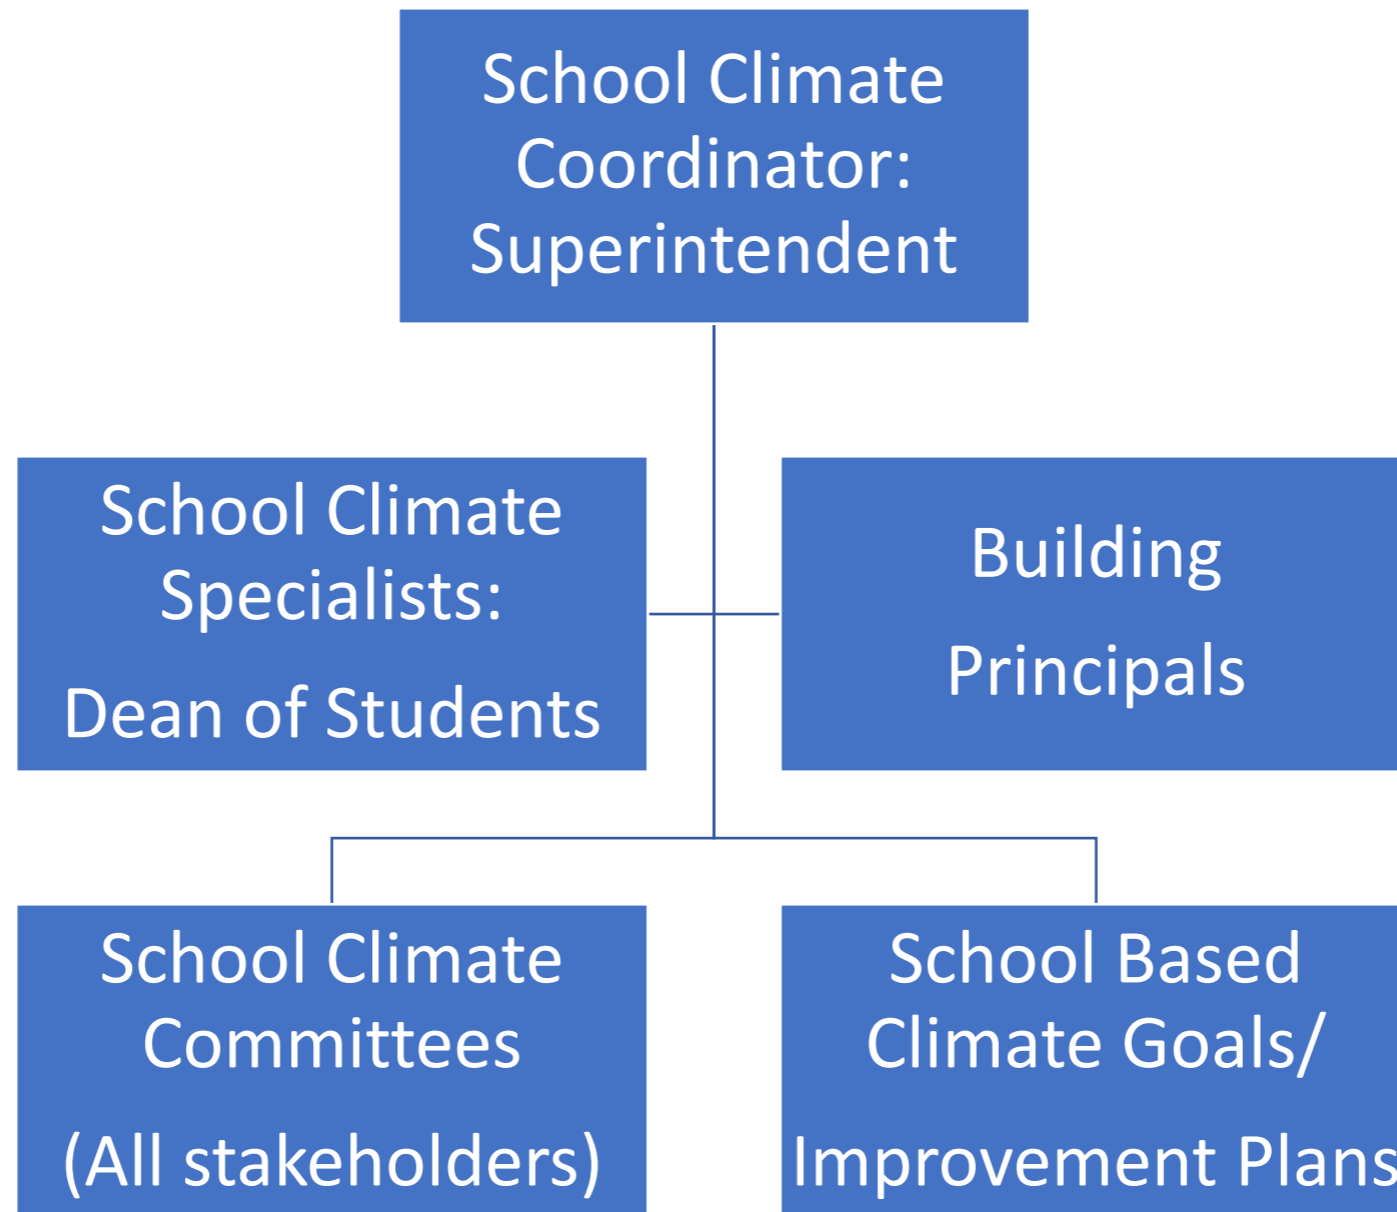 School Climate
Coordinator:
Superintendent
School Climate
Specialists:
Dean of Students
Building
Principals
School Climate
Committees
(All stakeholders)
School Based
Climate Goals/
Improvement Plans